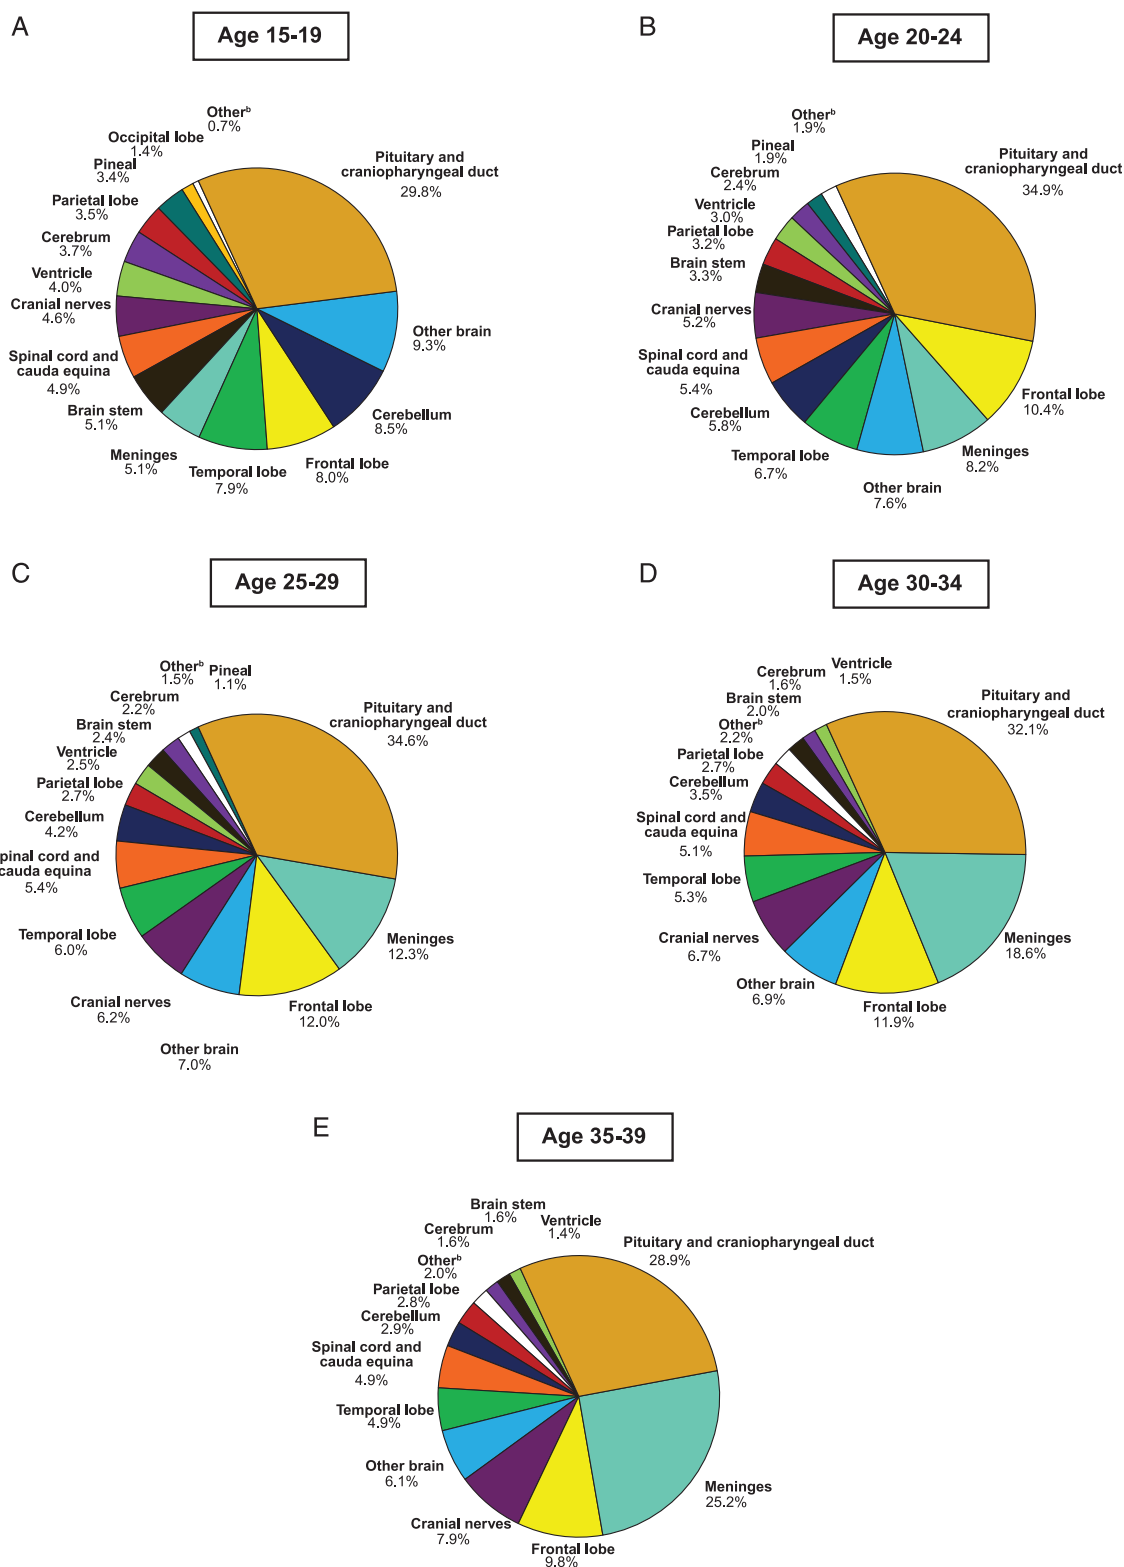 A
Age 15-19
Other^b
0.7%
Occipital lobe
1.4%
Pineal
3.4%
Parietal lobe
3.5%
Cerebrum
3.7%
Ventricle
4.0%
Cranial nerves
4.6%
Spinal cord and
cauda equina
4.9%
Brain stem
5.1%
Meninges
5.1%
Temporal lobe
7.9%
Frontal lobe
8.0%
Cerebellum
8.5%
Other brain
9.3%
Pituitary and
craniopharyngeal duct
29.8%
B
Age 20-24
Other^b
1.9%
Pineal
1.9%
Cerebrum
2.4%
Ventricle
3.0%
Parietal lobe
3.2%
Brain stem
3.3%
Cranial nerves
5.2%
Spinal cord and
cauda equina
5.4%
Cerebellum
5.8%
Temporal lobe
6.7%
Other brain
7.6%
Meninges
8.2%
Frontal lobe
10.4%
Pituitary and
craniopharyngeal duct
34.9%
C
Age 25-29
Other^b
1.5%
Pineal
1.1%
Cerebrum
2.2%
Brain stem
2.4%
Ventricle
2.5%
Parietal lobe
2.7%
Cerebellum
4.2%
pinal cord and
cauda equina
5.4%
Temporal lobe
6.0%
Cranial nerves
6.2%
Other brain
7.0%
Frontal lobe
12.0%
Meninges
12.3%
Pituitary and
craniopharyngeal duct
34.6%
D
Age 30-34
Ventricle
1.5%
Cerebrum
1.6%
Brain stem
2.0%
Other^b
2.2%
Parietal lobe
2.7%
Cerebellum
3.5%
Spinal cord and
cauda equina
5.1%
Temporal lobe
5.3%
Cranial nerves
6.7%
Other brain
6.9%
Frontal lobe
11.9%
Meninges
18.6%
Pituitary and
craniopharyngeal duct
32.1%
E
Age 35-39
Brain stem
1.6%
Ventricle
1.4%
Cerebrum
1.6%
Other^b
2.0%
Parietal lobe
2.8%
Cerebellum
2.9%
Spinal cord and
cauda equina
4.9%
Temporal lobe
4.9%
Other brain
6.1%
Cranial nerves
7.9%
Frontal lobe
9.8%
Meninges
25.2%
Pituitary and craniopharyngeal duct
28.9%